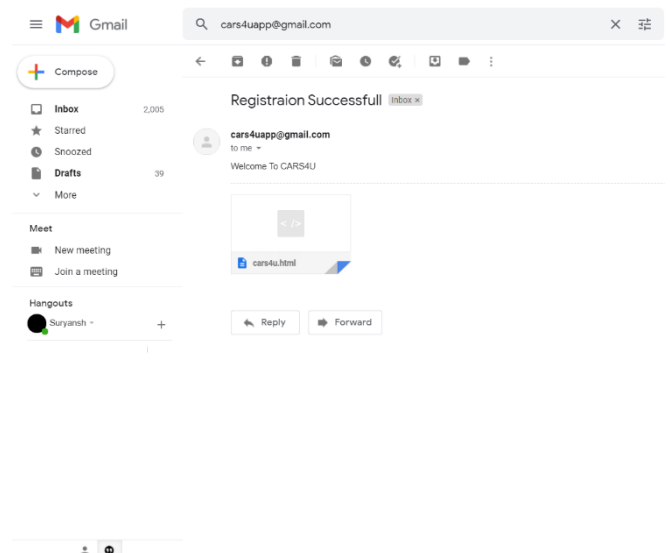 Gmail
cars4uapp@gmail.com
Compose
Inbox 2,005
Starred
Snoozed
Drafts 39
More
Meet
New meeting
Join a meeting
Hangouts
Suryansh
Registraion Successfull Inbox ×
cars4uapp@gmail.com
to me
Welcome To CARS4U
</>
cars4u.html
Reply
Forward